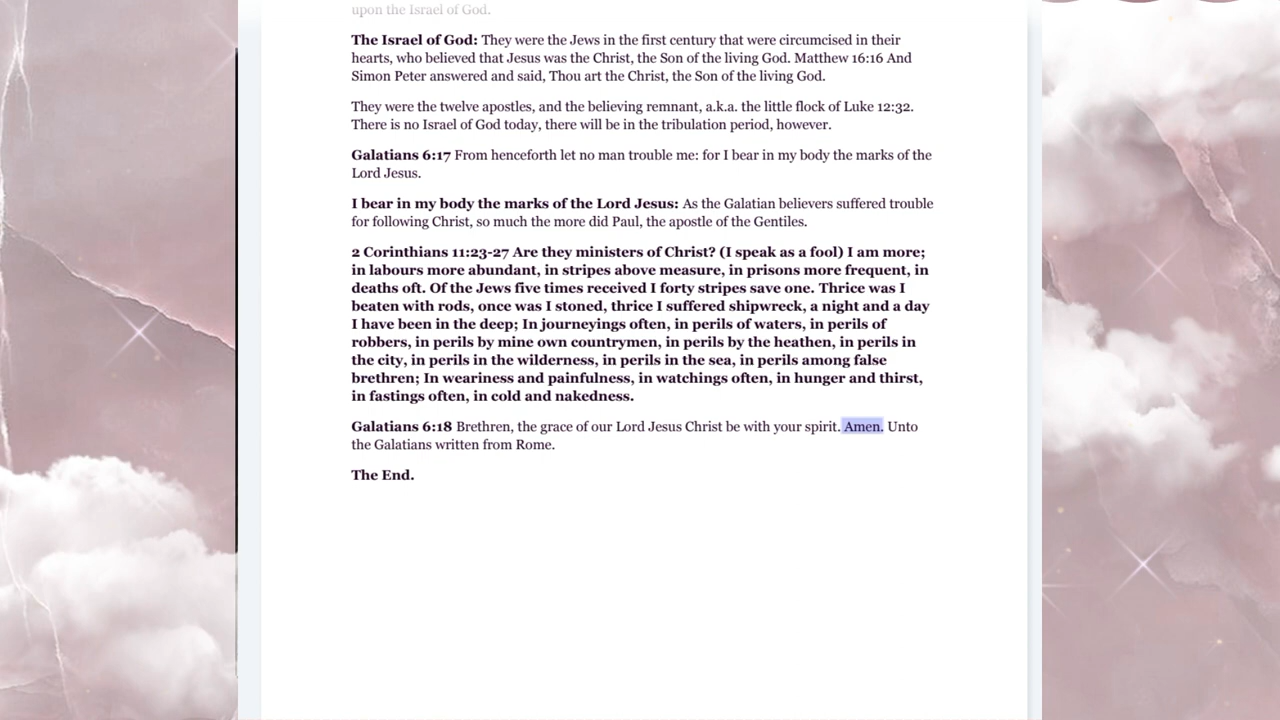 upon the Israel of God.
The Israel of God: They were the Jews in the first century that were circumcised in their
hearts, who believed that Jesus was the Christ, the Son of the living God. Matthew 16:16 And
Simon Peter answered and said, Thou art the Christ, the Son of the living God.
They were the twelve apostles, and the believing remnant, a.k.a. the little flock of Luke 12:32.
There is no Israel of God today, there will be in the tribulation period, however.
Galatians 6:17 From henceforth let no man trouble me: for I bear in my body the marks of the
Lord Jesus.
I bear in my body the marks of the Lord Jesus: As the Galatian believers suffered trouble
for following Christ, so much the more did Paul, the apostle of the Gentiles.
2 Corinthians 11:23-27 Are they ministers of Christ? (I speak as a fool) I am more;
in labours more abundant, in stripes above measure, in prisons more frequent, in
deaths oft. Of the Jews five times received I forty stripes save one. Thrice was I
beaten with rods, once was I stoned, thrice I suffered shipwreck, a night and a day
I have been in the deep; In journeyings often, in perils of waters, in perils of
robbers, in perils by mine own countrymen, in perils by the heathen, in perils in
the city, in perils in the wilderness, in perils in the sea, in perils among false
brethren; In weariness and painfulness, in watchings often, in hunger and thirst,
in fastings often, in cold and nakedness.
Galatians 6:18 Brethren, the grace of our Lord Jesus Christ be with your spirit. Amen. Unto
the Galatians written from Rome.
The End.